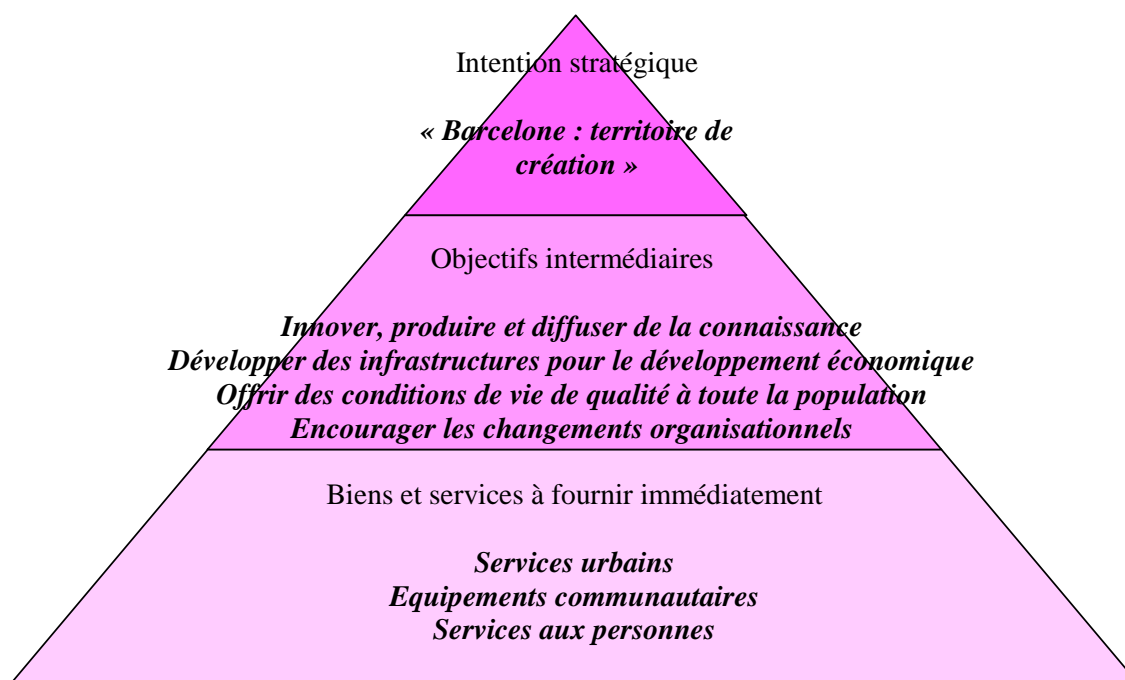 Intention stratégique
« Barcelone : territoire de
création »
Objectifs intermédiaires
Innover, produire et diffuser de la connaissance
Développer des infrastructures pour le développement économique
Offrir des conditions de vie de qualité à toute la population
Encourager les changements organisationnels
Biens et services à fournir immédiatement
Services urbains
Equipements communautaires
Services aux personnes